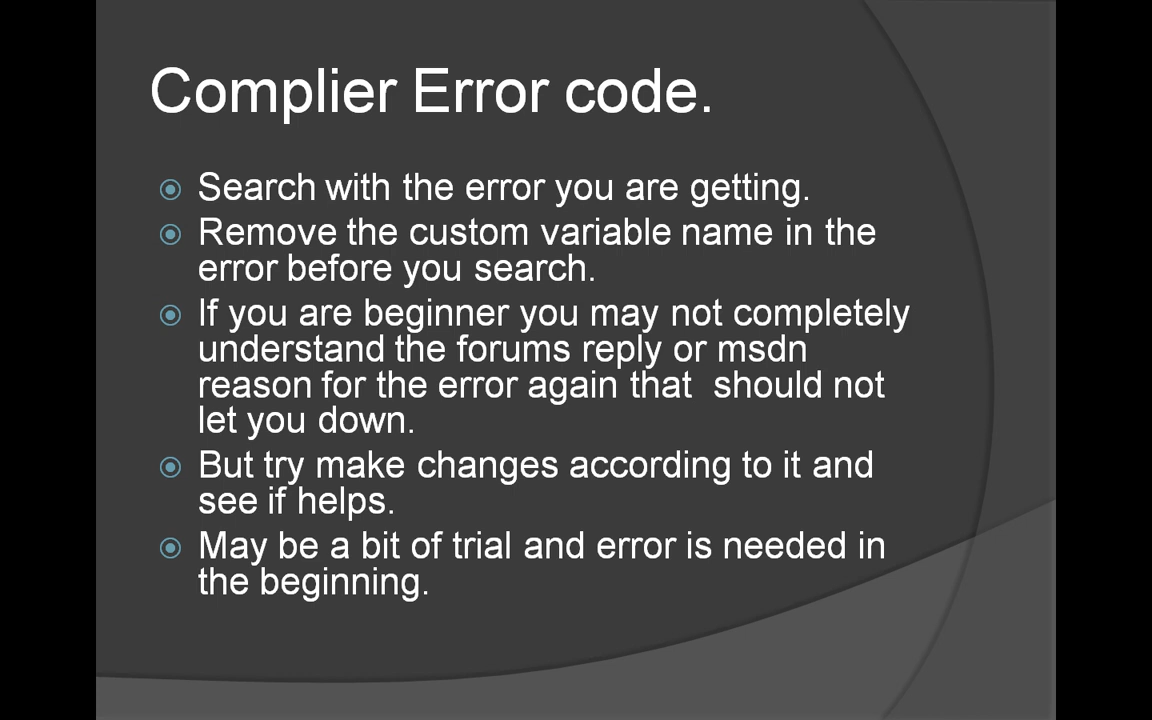 Complier Error code.
Search with the error you are getting.
Remove the custom variable name in the
error before you search.
If you are beginner you may not completely
understand the forums reply or msdn
reason for the error again that  should not
let you down.
But try make changes according to it and
see if helps.
May be a bit of trial and error is needed in
the beginning.